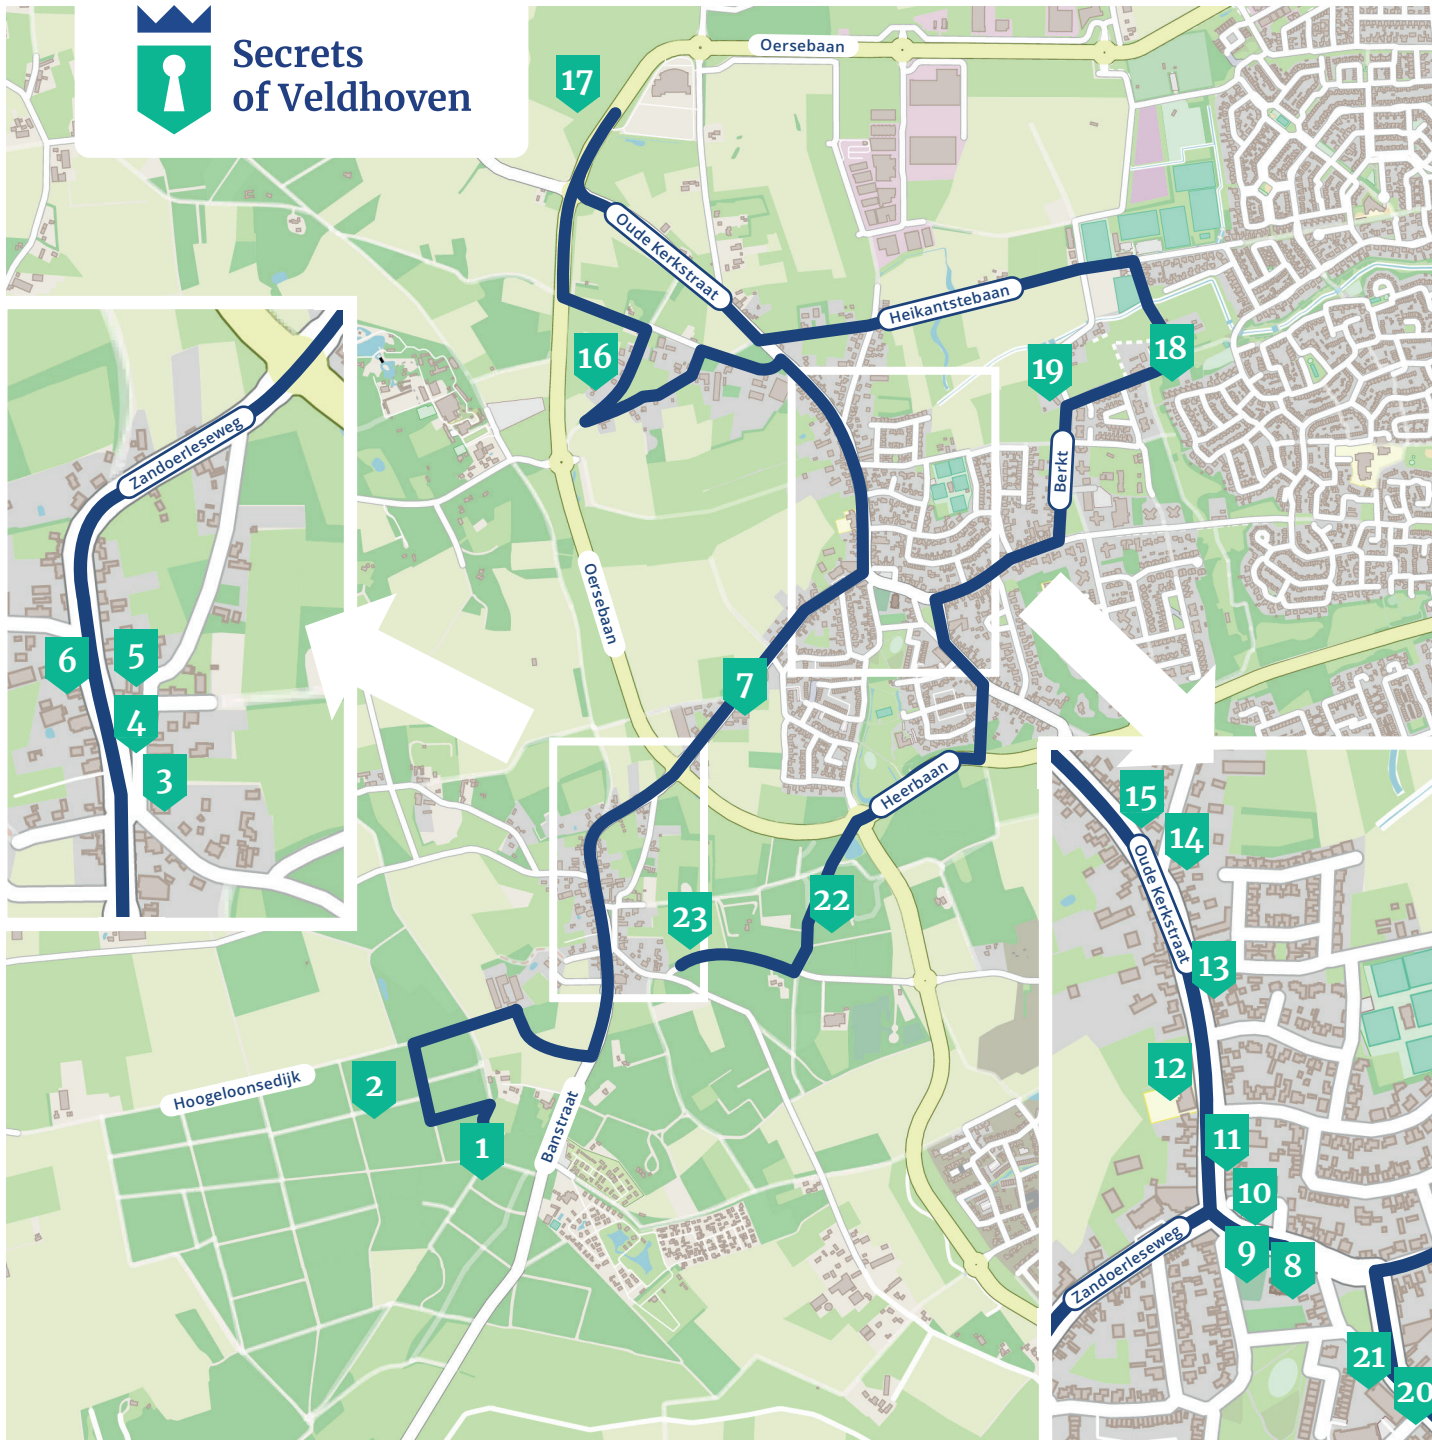 Secrets
of Veldhoven
Oersebaan
17
Oude Kerkstraat
Heikantstebaan
16
18
19
Berkt
Zandoerleseweg
Oersebaan
6
5
4
3
7
Heerbaan
22
23
15
14
Oude Kerkstraat
13
12
11
10
9
8
Zandoerleseweg
21
20
Hoogeloonsedijk
2
1
Banstraat